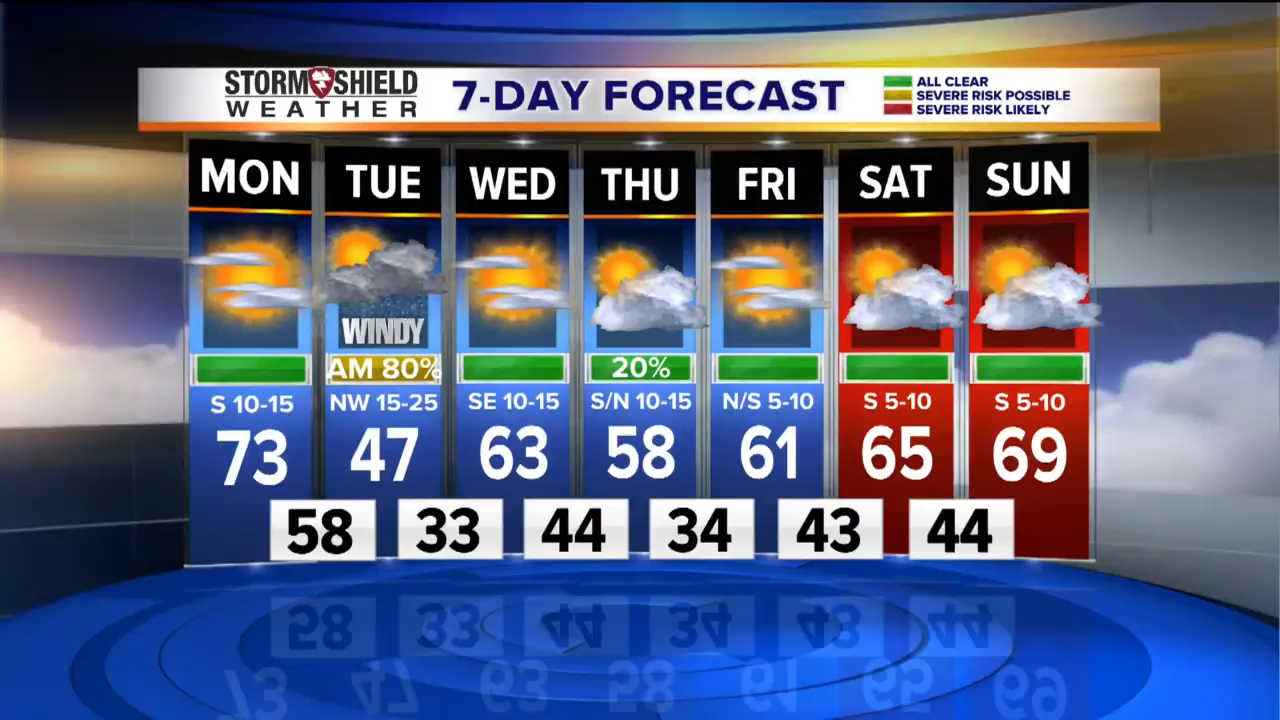 STORM SHIELD
WEATHER
7-DAY FORECAST
ALL CLEAR
SEVERE RISK POSSIBLE
SEVERE RISK LIKELY
MON TUE WED THU FRI SAT SUN
WINDY
AM 80% 20%
S 10-15 NW 15-25 SE 10-15 S/N 10-15 N/S 5-10 S 5-10 S 5-10
73 47 63 58 61 65 69
58 33 44 34 43 44